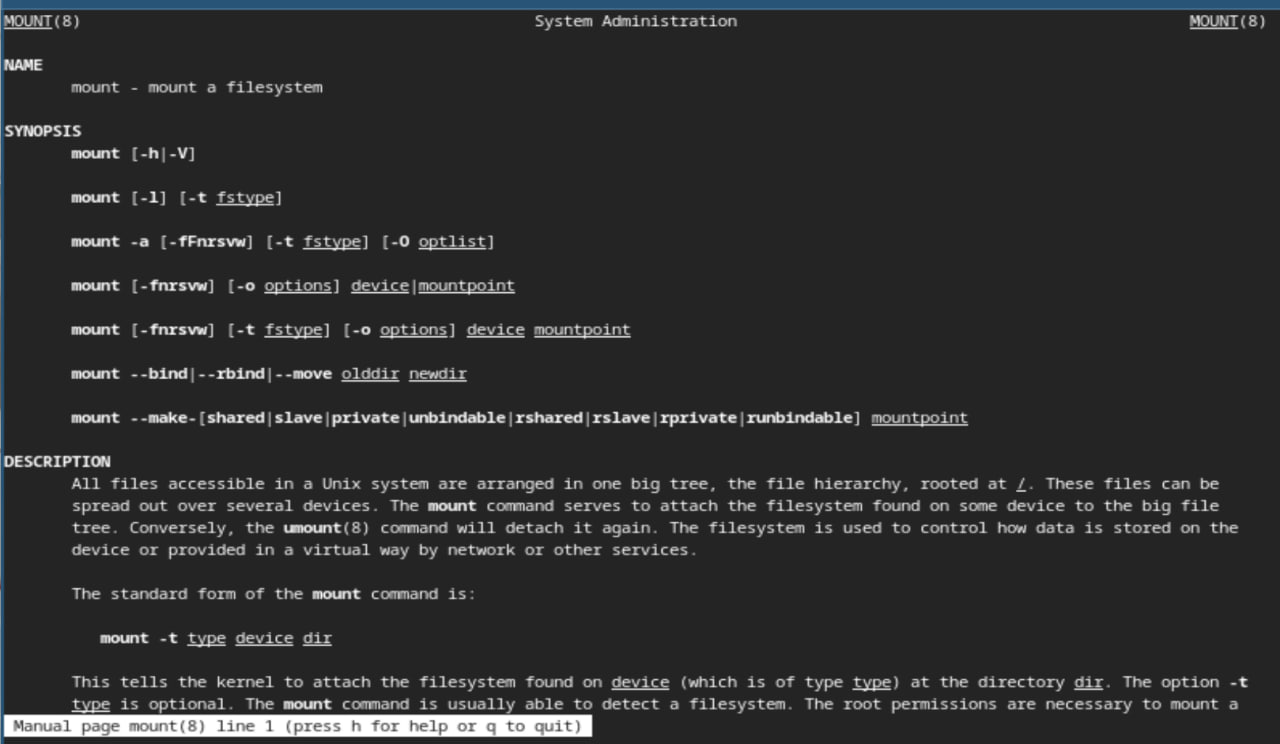 MOUNT(8) System Administration MOUNT(8)
NAME
mount - mount a filesystem
SYNOPSIS
mount [-h|-V]
mount [-l] [-t fstype]
mount -a [-fFnrsvw] [-t fstype] [-O optlist]
mount [-fnrsvw] [-o options] device|mountpoint
mount [-fnrsvw] [-t fstype] [-o options] device mountpoint
mount --bind|--rbind|--move olddir newdir
mount --make-[shared|slave|private|unbindable|rshared|rslave|rprivate|runbindable] mountpoint
DESCRIPTION
All files accessible in a Unix system are arranged in one big tree, the file hierarchy, rooted at /. These files can be
spread out over several devices. The mount command serves to attach the filesystem found on some device to the big file
tree. Conversely, the umount(8) command will detach it again. The filesystem is used to control how data is stored on the
device or provided in a virtual way by network or other services.
The standard form of the mount command is:
mount -t type device dir
This tells the kernel to attach the filesystem found on device (which is of type type) at the directory dir. The option -t
type is optional. The mount command is usually able to detect a filesystem. The root permissions are necessary to mount a
Manual page mount(8) line 1 (press h for help or q to quit)